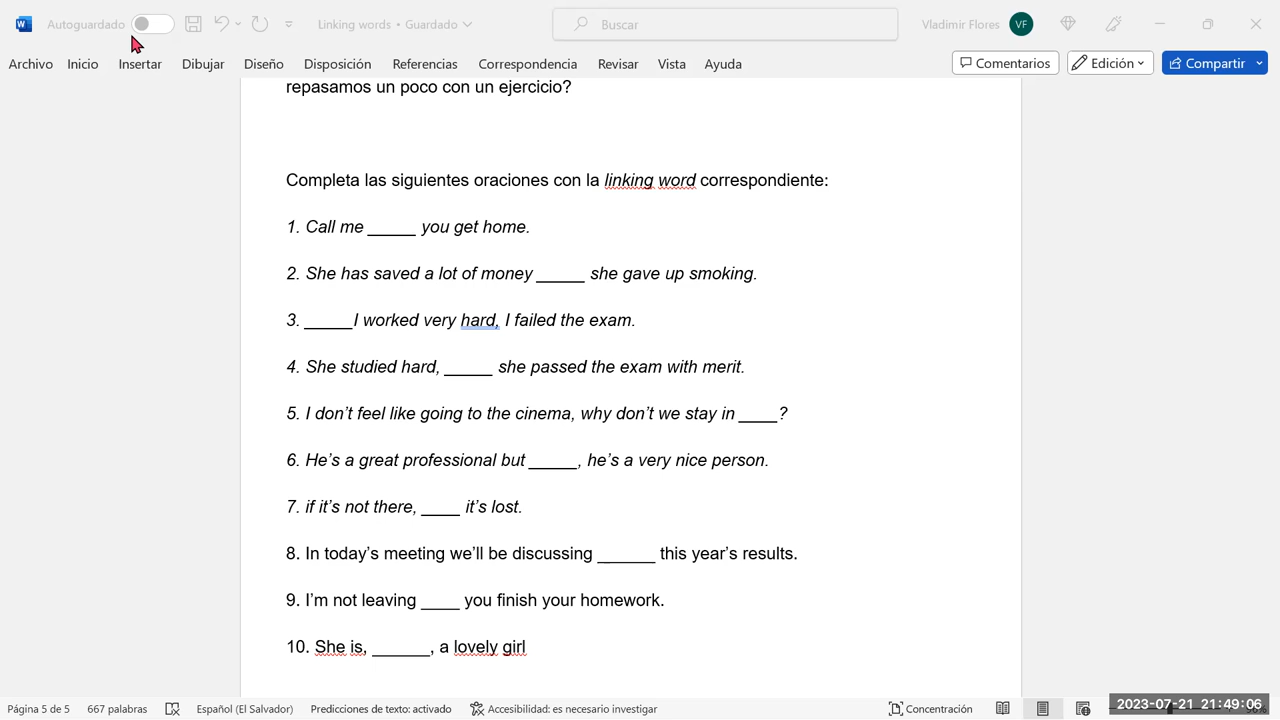 Autoguardado
Linking words • Guardado
Buscar
Vladimir Flores
VF
Archivo Inicio Insertar Dibujar Diseño Disposición Referencias Correspondencia Revisar Vista Ayuda
Comentarios
Edición
Compartir
repasamos un poco con un ejercicio?
Completa las siguientes oraciones con la linking word correspondiente:
1. Call me _____ you get home.
2. She has saved a lot of money _____ she gave up smoking.
3. _____I worked very hard, I failed the exam.
4. She studied hard, _____ she passed the exam with merit.
5. I don’t feel like going to the cinema, why don’t we stay in ____?
6. He’s a great professional but _____, he’s a very nice person.
7. if it’s not there, ____ it’s lost.
8. In today’s meeting we’ll be discussing ______ this year’s results.
9. I’m not leaving ____ you finish your homework.
10. She is, ______, a lovely girl
Página 5 de 5 667 palabras Español (El Salvador) Predicciones de texto: activado Accesibilidad: es necesario investigar Concentración
2023-07-21 21:49:06